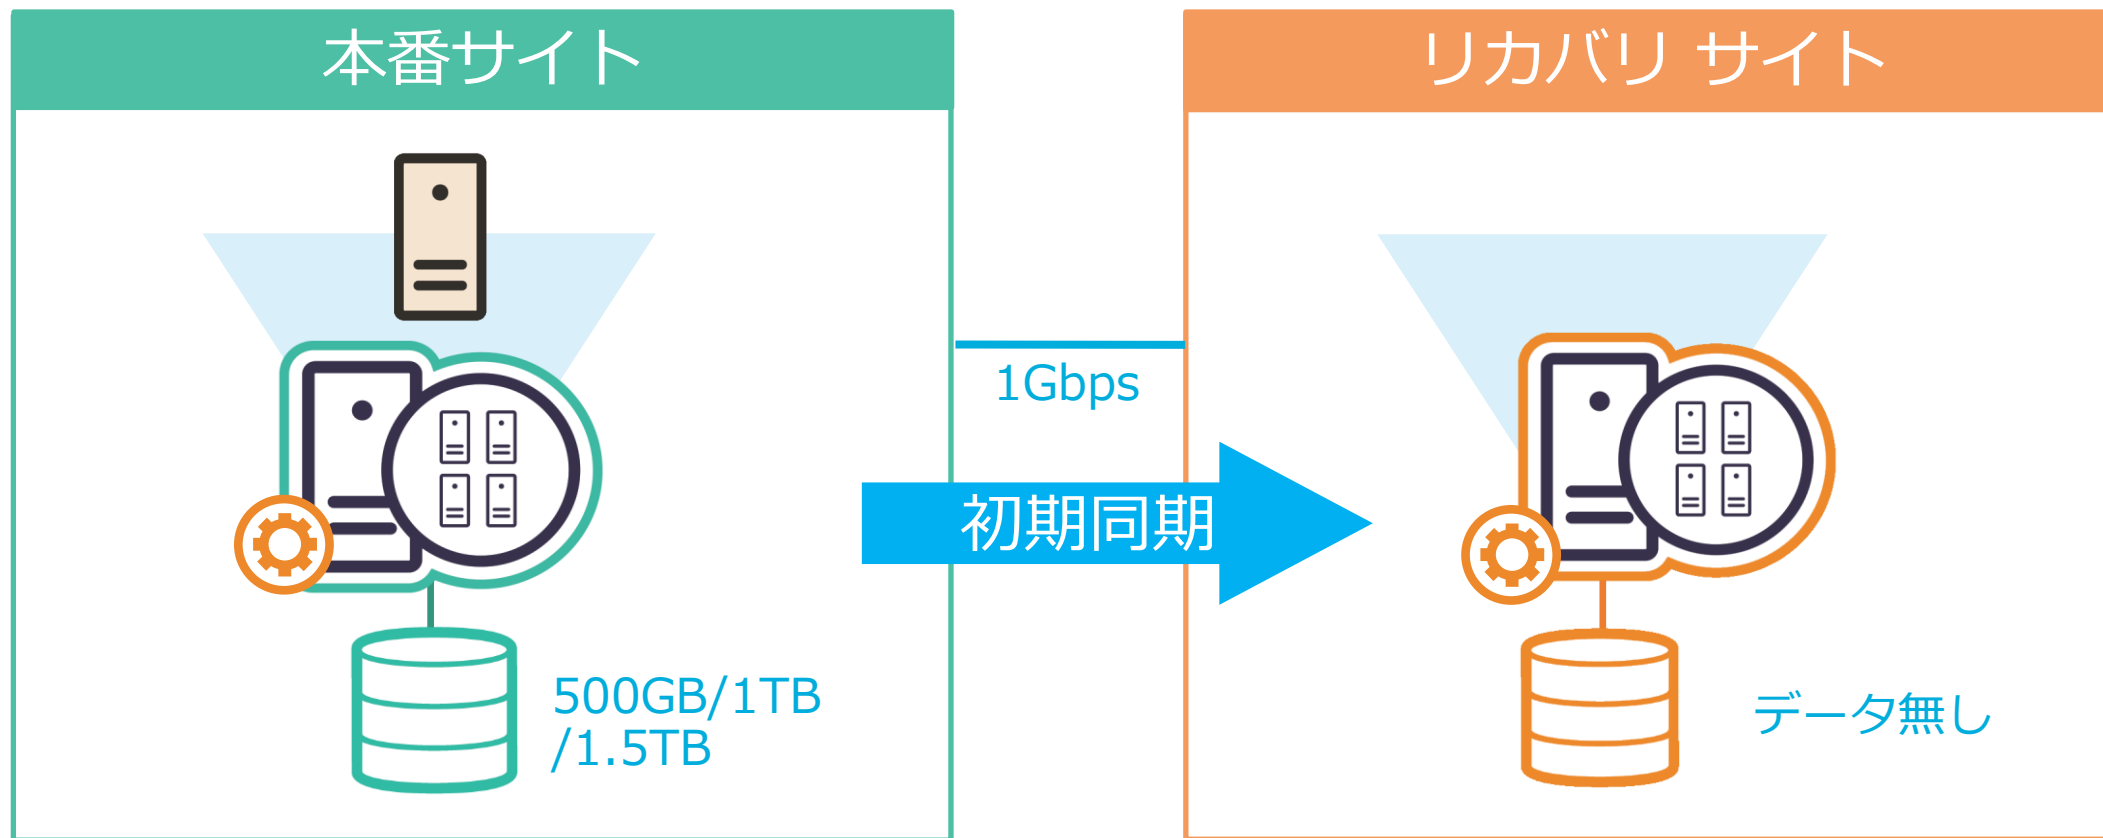 本番サイト
リカバリ サイト
1Gbps
初期同期
500GB/1TB
/1.5TB
データ無し